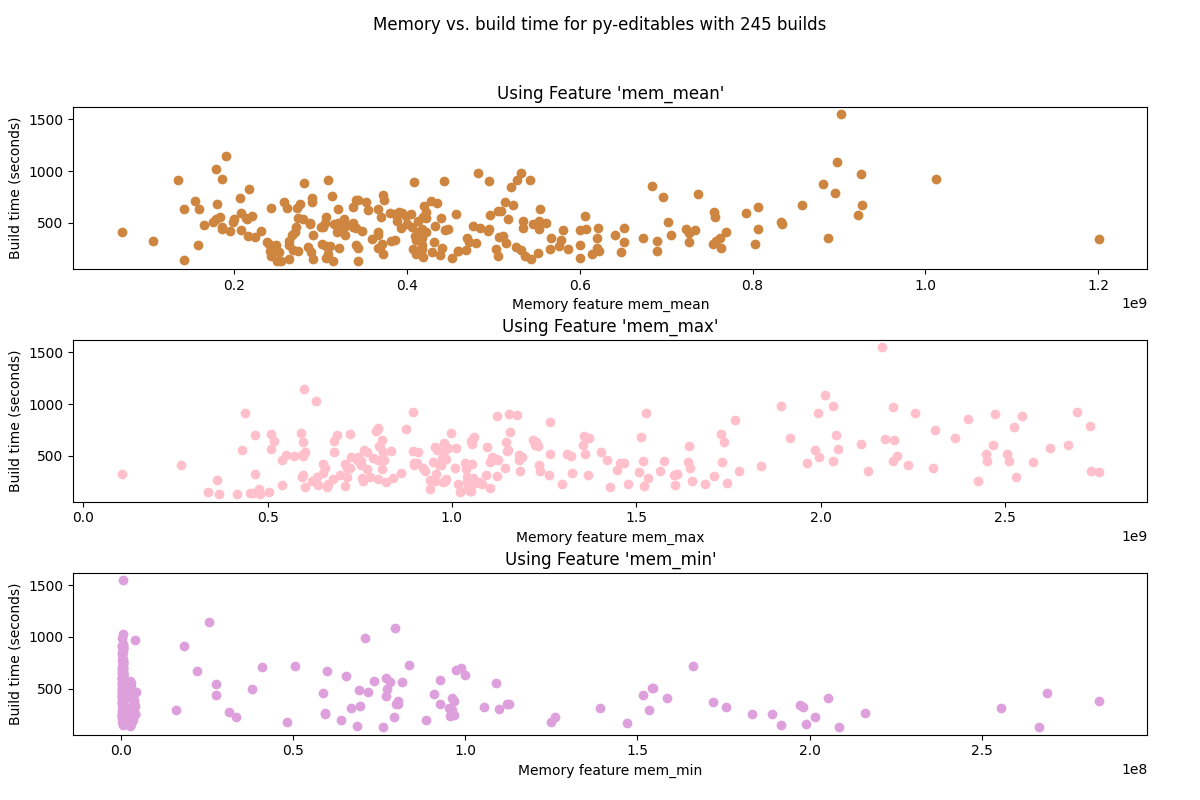 Memory vs. build time for py-editables with 245 builds
Using Feature 'mem_mean'
Build time (seconds)
1500
1000
500
0.2 0.4 0.6 0.8 1.0 1.2
1e9
Memory feature mem_mean
Using Feature 'mem_max'
Build time (seconds)
1500
1000
500
0.0 0.5 1.0 1.5 2.0 2.5
1e9
Memory feature mem_max
Using Feature 'mem_min'
Build time (seconds)
1500
1000
500
0.0 0.5 1.0 1.5 2.0 2.5
1e8
Memory feature mem_min